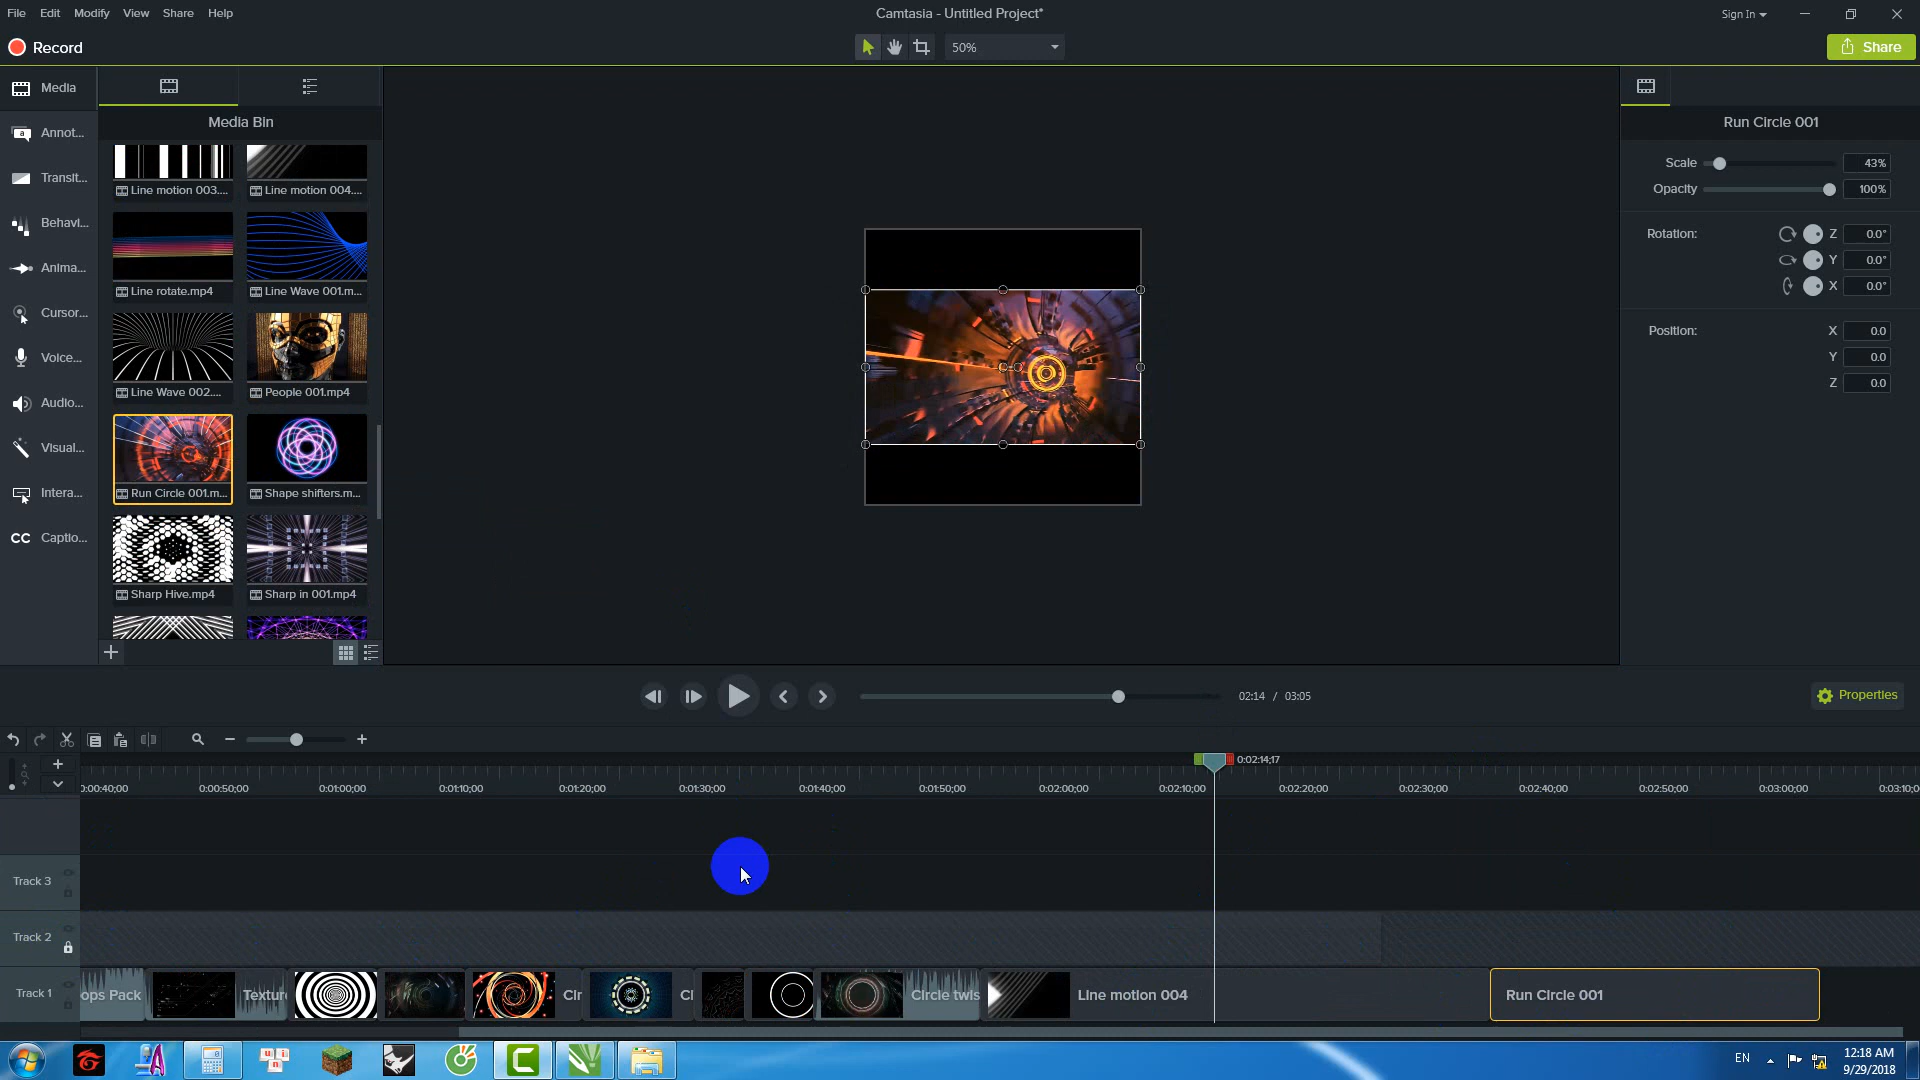 File Edit Modify View Share Help
Camtasia - Untitled Project*
Sign In
Record
50%
Share
Media
Annot...
Transit...
Behavi...
Anima...
Cursor...
Voice...
Audio...
Visual...
Intera...
CC Captio...
Media Bin
Line motion 003....
Line motion 004....
Line rotate.mp4
Line Wave 001.m...
Line Wave 002....
People 001.mp4
Run Circle 001.m...
Shape shifters.m...
Sharp Hive.mp4
Sharp in 001.mp4
Run Circle 001
Scale 43%
Opacity 100%
Rotation: Z 0.0°
Y 0.0°
X 0.0°
Position: X 0.0
Y 0.0
Z 0.0
02:14 / 03:05
Properties
0:02:14;17
0:00:40;00 0:00:50;00 0:01:00;00 0:01:10;00 0:01:20;00 0:01:30;00 0:01:40;00 0:01:50;00 0:02:00;00 0:02:10;00 0:02:20;00 0:02:30;00 0:02:40;00 0:02:50;00 0:03:00;00 0:03:10;0
Track 3
Track 2
Track 1
ops Pack
Textur
Cir
Ci
Circle twis
Line motion 004
Run Circle 001
EN
12:18 AM
9/29/2018